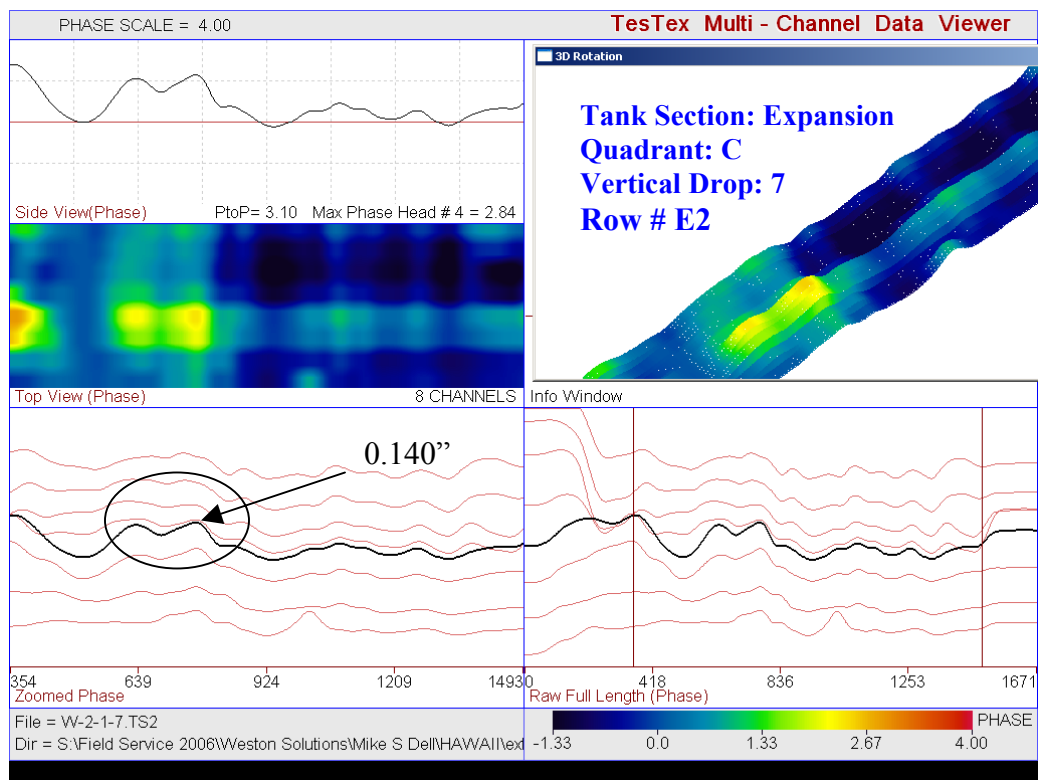 PHASE SCALE = 4.00
TesTex Multi - Channel Data Viewer
3D Rotation
Tank Section: Expansion
Quadrant: C
Vertical Drop: 7
Row # E2
Side View(Phase) PtoP= 3.10 Max Phase Head # 4 = 2.84
Top View (Phase) 8 CHANNELS
Info Window
0.140”
354 639 924 1209 1493
Zoomed Phase
0 418 836 1253 1671
Raw Full Length (Phase)
File = W-2-1-7.TS2
Dir = S:\Field Service 2006\Weston Solutions\Mike S Dell\HAWAII\ext
PHASE
-1.33 0.0 1.33 2.67 4.00